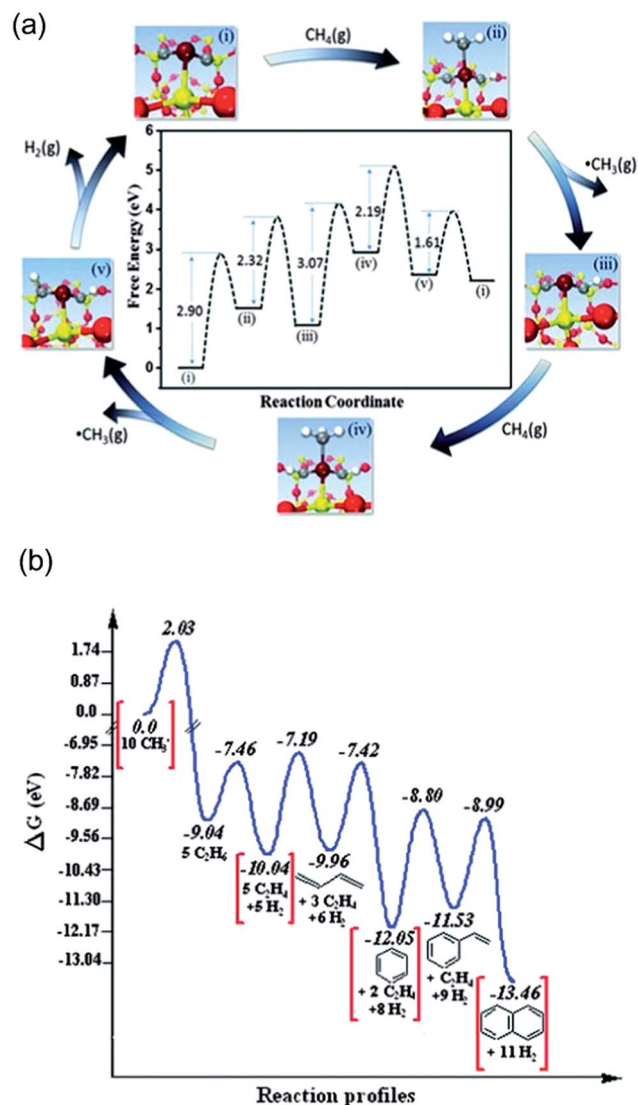 (a)
(i)
CH₄(g)
(ii)
H₂(g)
•CH₃(g)
Free Energy (eV)
6
5
4
3
2
1
0
2.90
2.32
3.07
2.19
1.61
(i)
(ii)
(iii)
(iv)
(v)
(i)
Reaction Coordinate
(v)
(iii)
•CH₃(g)
(iv)
CH₄(g)
(b)
ΔG (eV)
1.74
0.87
0.0
-6.95
-7.82
-8.69
-9.56
-10.43
-11.30
-12.17
-13.04
2.03
0.0
10 CH₃·
-9.04
5 C₂H₆
-7.46
-10.04
5 C₂H₄
+5 H₂
-7.19
-9.96
+ 3 C₂H₄
+6 H₂
-7.42
-12.05
+ 2 C₂H₄
+8 H₂
-8.80
-11.53
+ C₂H₄
+9 H₂
-8.99
-13.46
+ 11 H₂
Reaction profiles